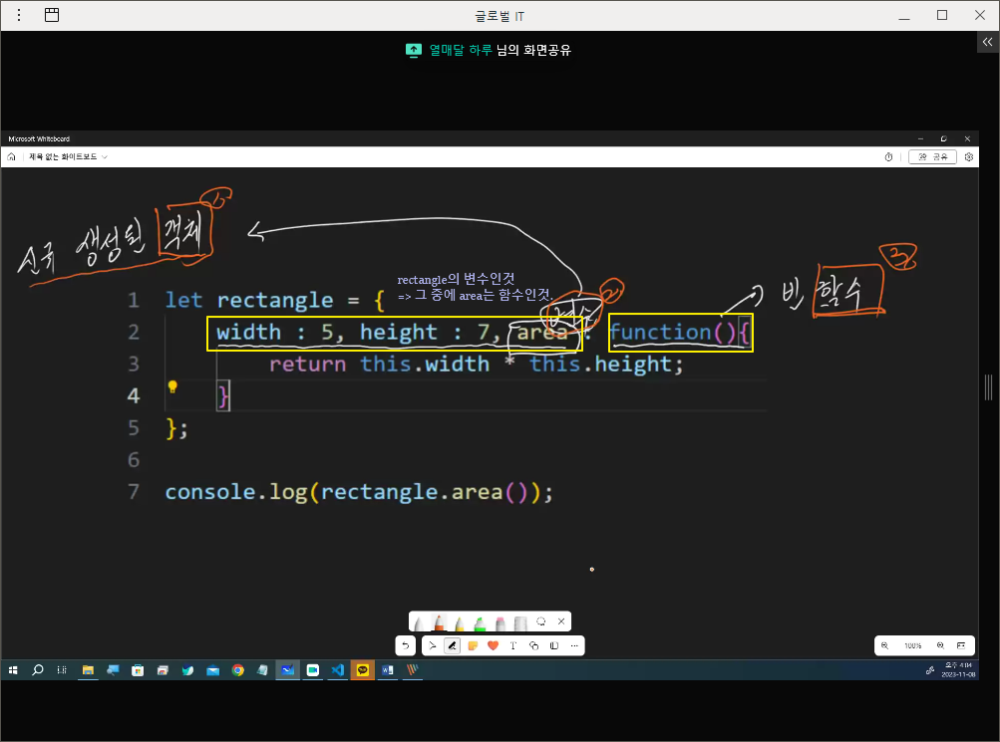 글로벌 IT
열매달 하루 님의 화면공유
Microsoft Whiteboard
제목 없는 화이트보드
공유
신규 생성된 객체
1)
변수
2)
빈 함수
3)
rectangle의 변수인것
=> 그 중에 area는 함수인것.
1 let rectangle = {
2 width : 5, height : 7, area : function(){
3 return this.width * this.height;
4 }
5 };
6
7 console.log(rectangle.area());
100%
오후 4:04
2023-11-08